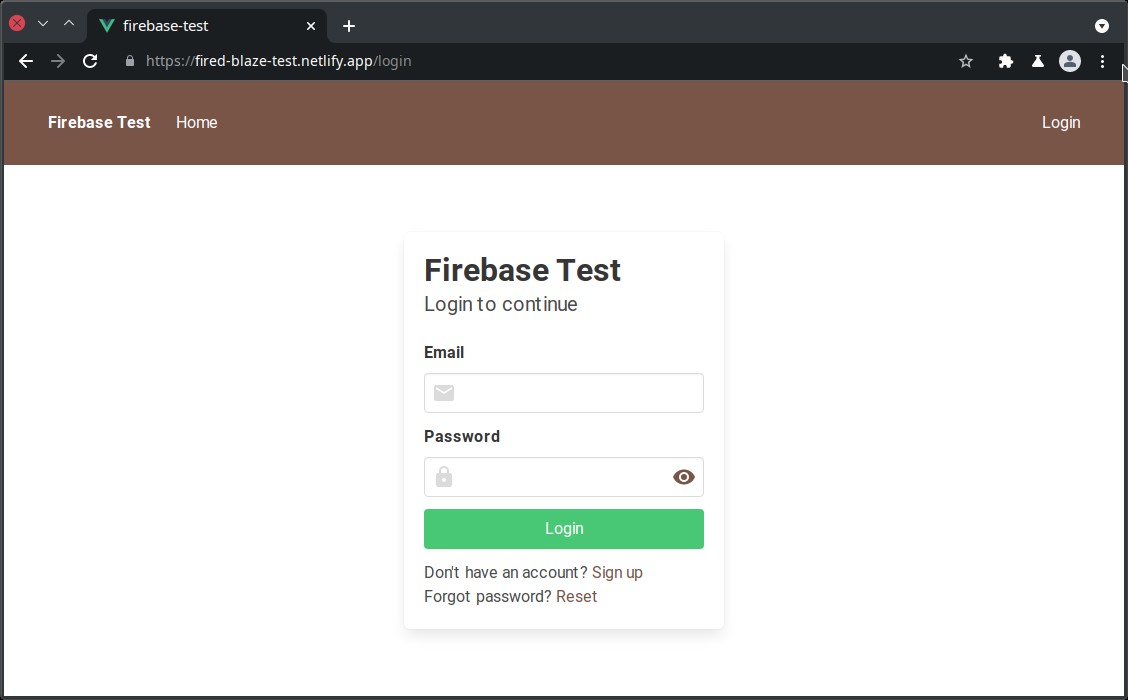 firebase-test
https://fired-blaze-test.netlify.app/login
Firebase Test Home Login
Firebase Test
Login to continue
Email
Password
Login
Don't have an account? Sign up
Forgot password? Reset